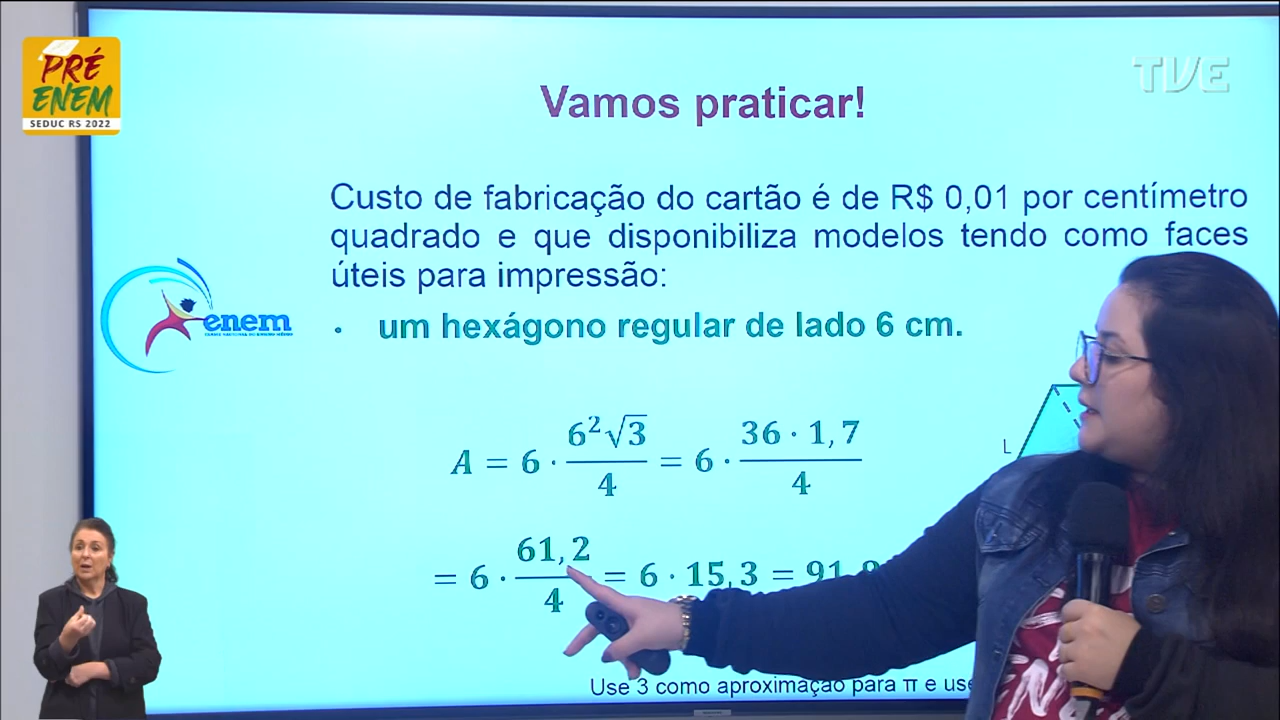 PRÉ
ENEM
SEDUC RS 2022
TVE
Vamos praticar!
Custo de fabricação do cartão é de R$ 0,01 por centímetro
quadrado e que disponibiliza modelos tendo como faces
úteis para impressão:
enem
• um hexágono regular de lado 6 cm.
A = 6 · 6²√3/4 = 6 · 36 · 1,7/4
L
= 6 · 61,2/4 = 6 · 15,3 = 91,
Use 3 como aproximação para π e use